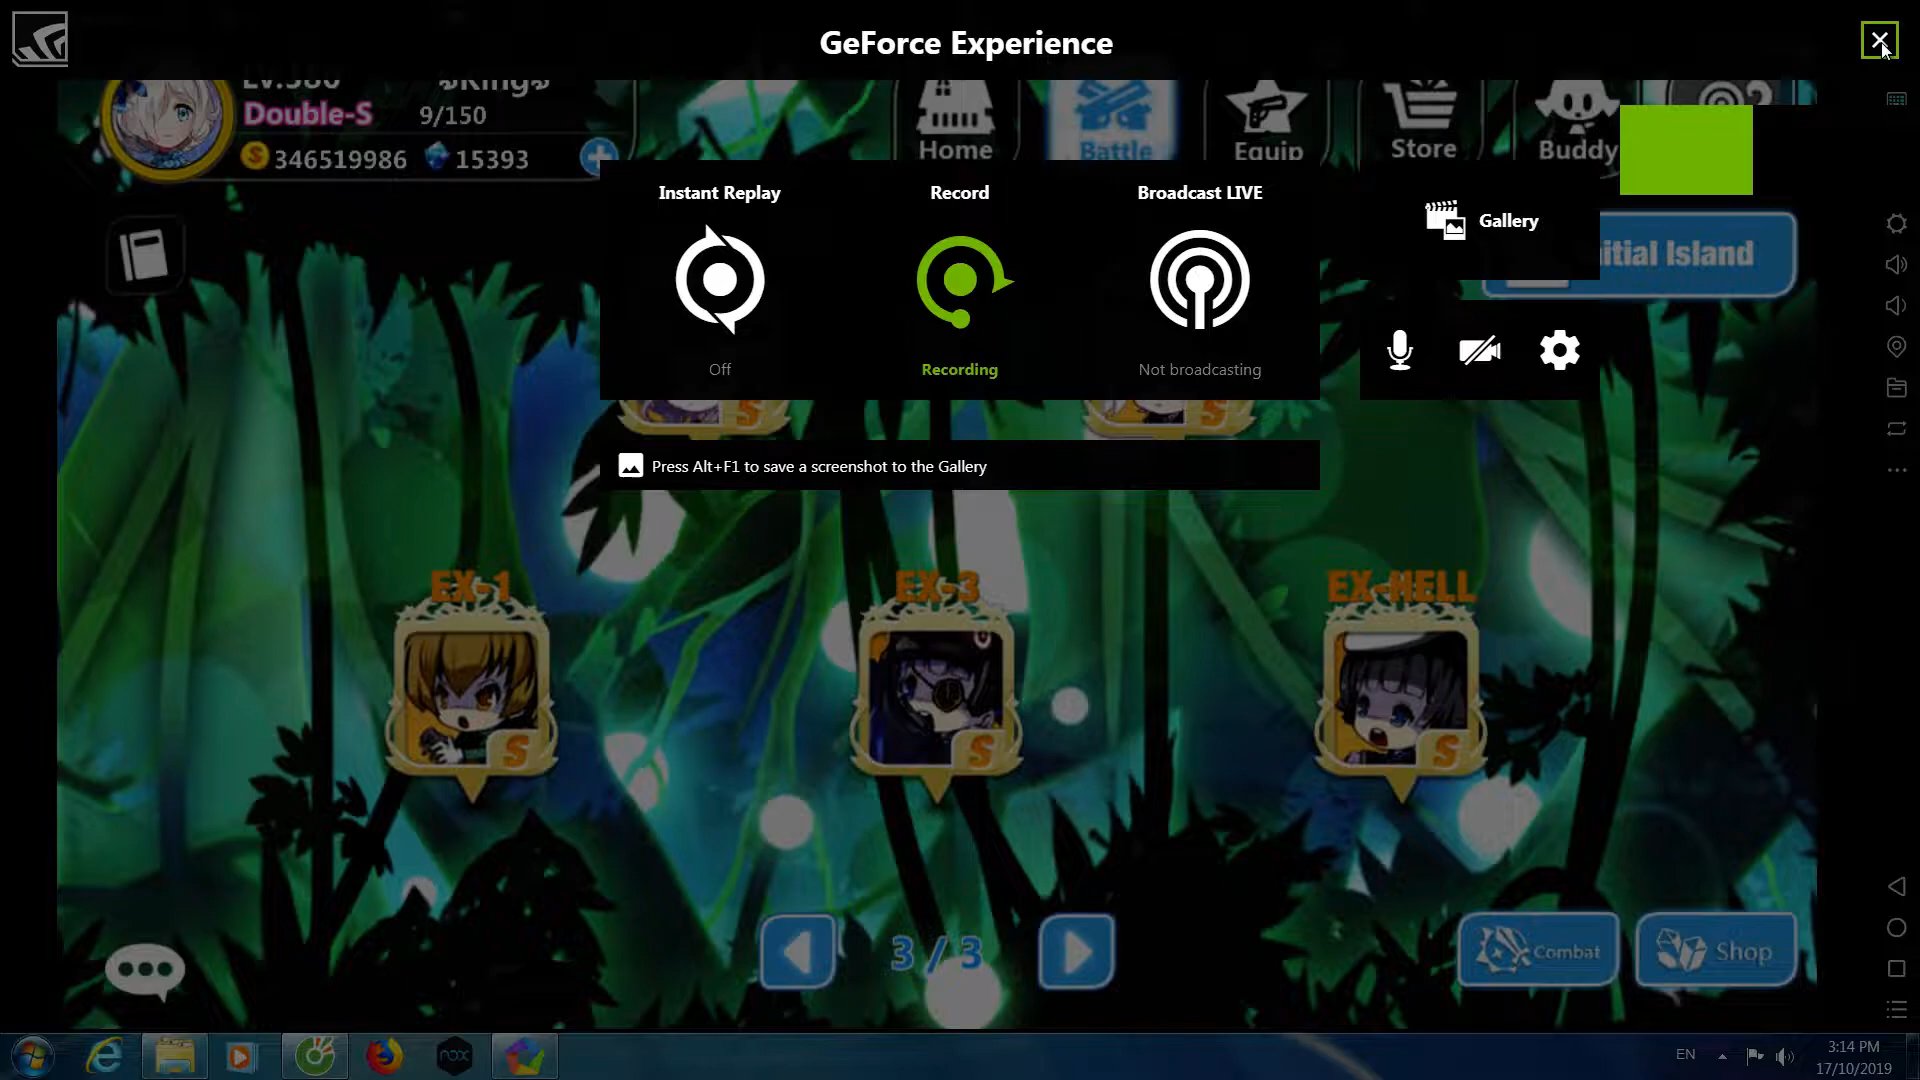 GeForce Experience
Double-S 9/150
346519986 15393
Home Battle Equip Store Buddy
Instant Replay Record Broadcast LIVE
Gallery
itial Island
Off Recording Not broadcasting
Press Alt+F1 to save a screenshot to the Gallery
EX-1 EX-3 EX-HELL
S S S
3 / 3
Combat Shop
nox
EN
3:14 PM
17/10/2019